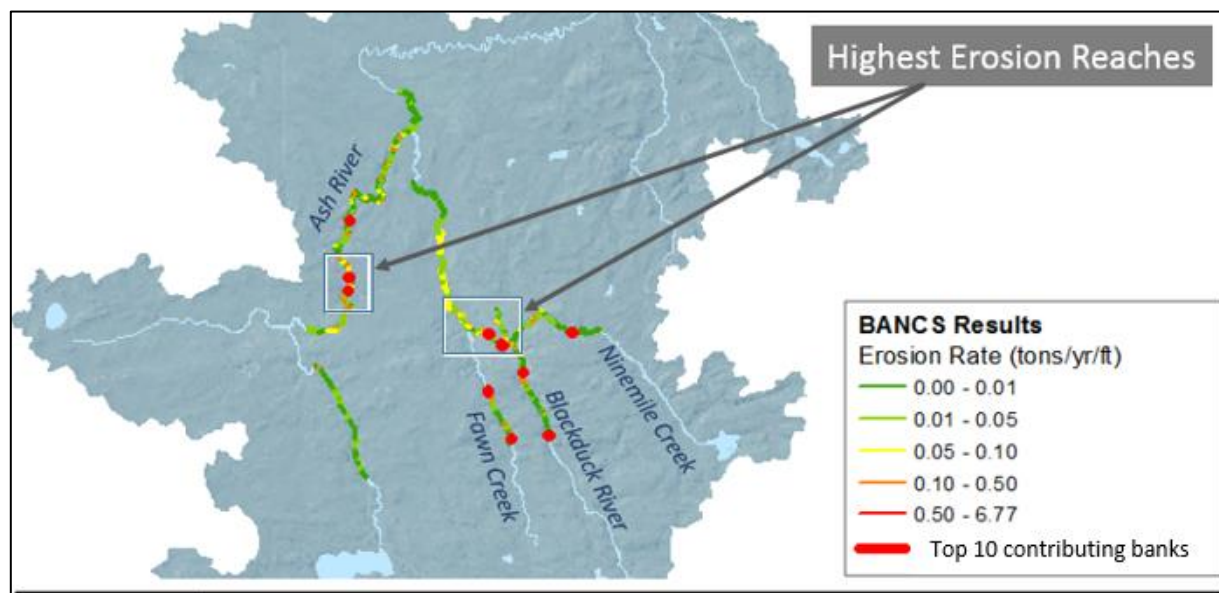 Highest Erosion Reaches
Ash River
Ninemile Creek
Blackduck River
Fawn Creek
BANCS Results
Erosion Rate (tons/yr/ft)
0.00 - 0.01
0.01 - 0.05
0.05 - 0.10
0.10 - 0.50
0.50 - 6.77
Top 10 contributing banks